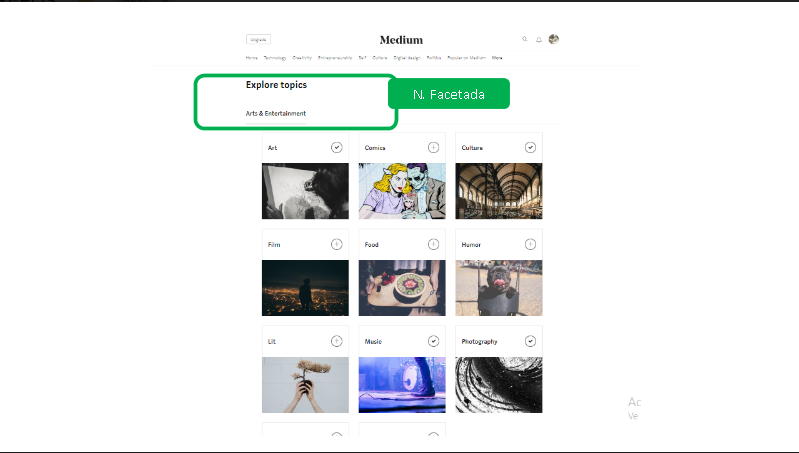 Upgrade
Medium
Home Technology Creativity Entrepreneurship Self Culture Digital design Politics Popular on Medium More
Explore topics
N. Facetada
Arts & Entertainment
Art
Comics
Culture
Film
Food
Humor
Lit
Music
Photography
Ac
Ve